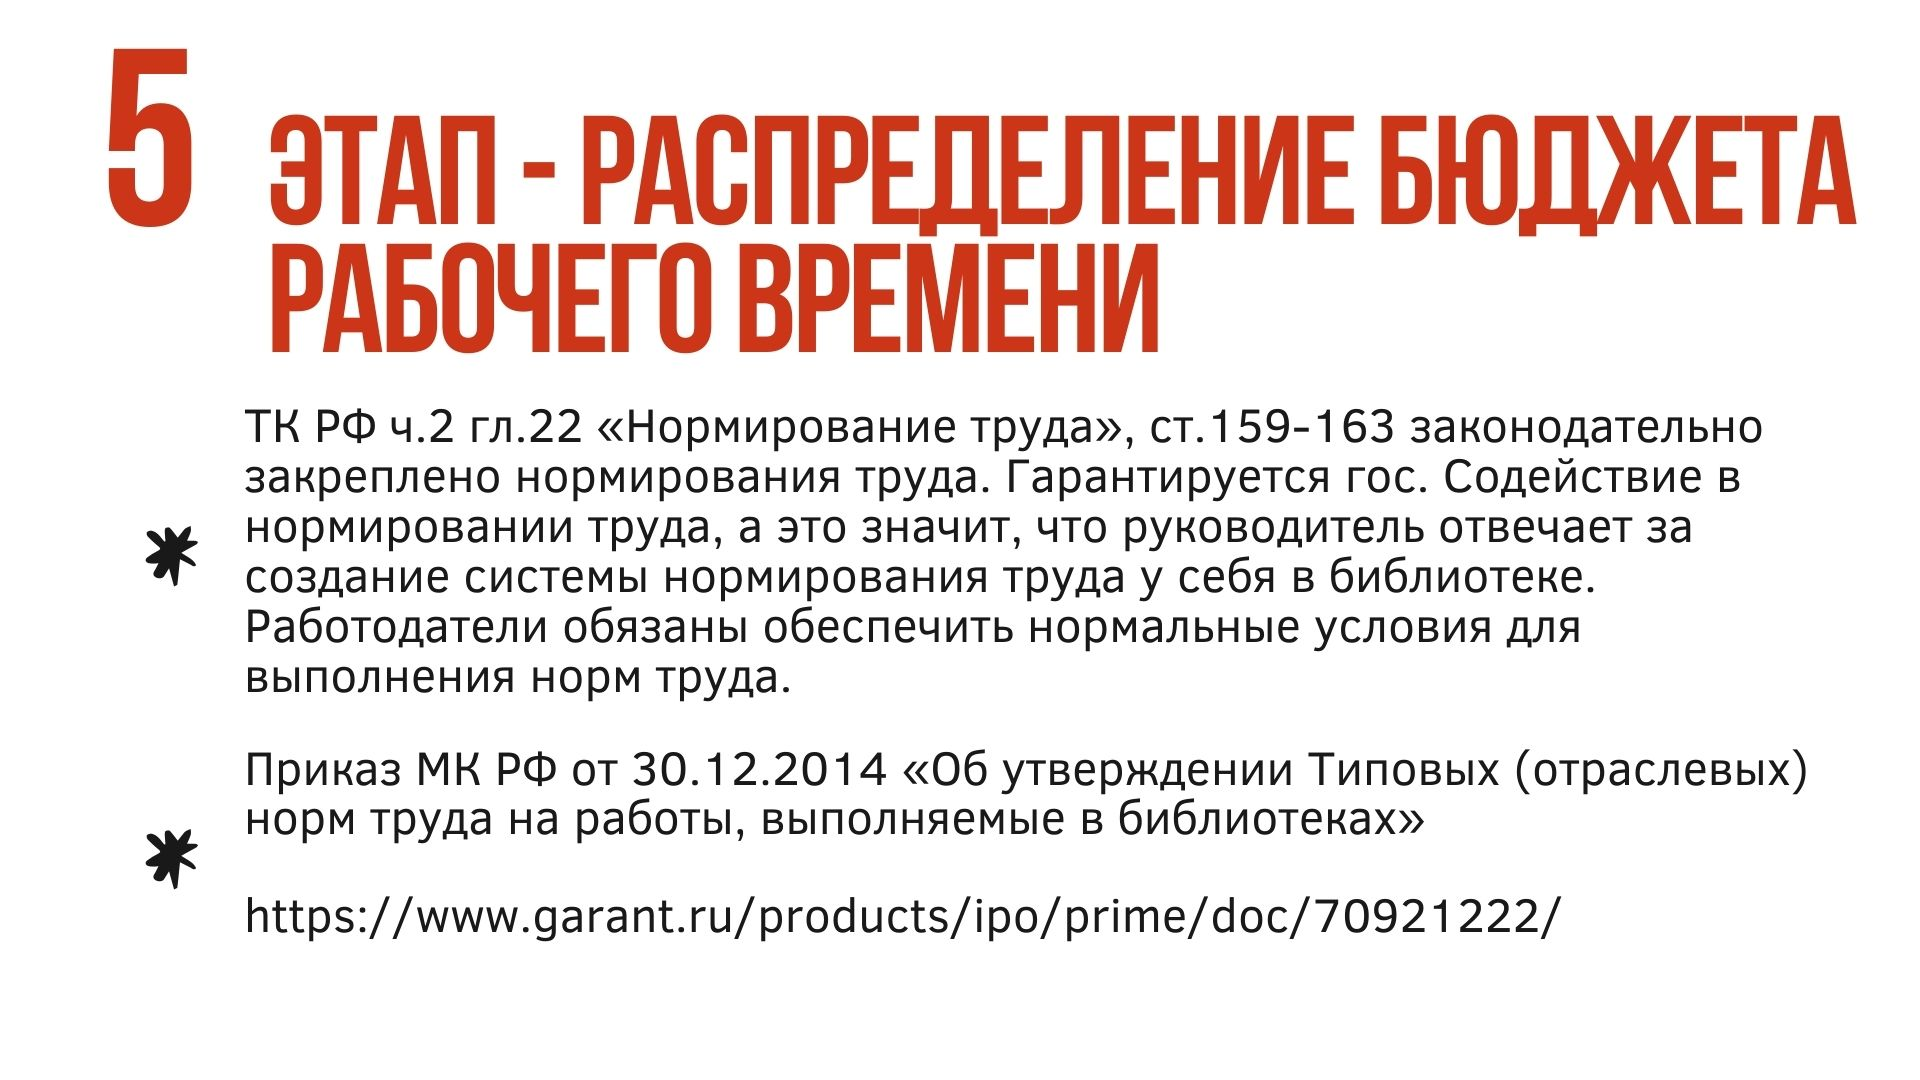 5
ЭТАП - РАСПРЕДЕЛЕНИЕ БЮДЖЕТА
РАБОЧЕГО ВРЕМЕНИ
ТК РФ ч.2 гл.22 «Нормирование труда», ст.159-163 законодательно
закреплено нормирования труда. Гарантируется гос. Содействие в
нормировании труда, а это значит, что руководитель отвечает за
создание системы нормирования труда у себя в библиотеке.
Работодатели обязаны обеспечить нормальные условия для
выполнения норм труда.
Приказ МК РФ от 30.12.2014 «Об утверждении Типовых (отраслевых)
норм труда на работы, выполняемые в библиотеках»
https://www.garant.ru/products/ipo/prime/doc/70921222/